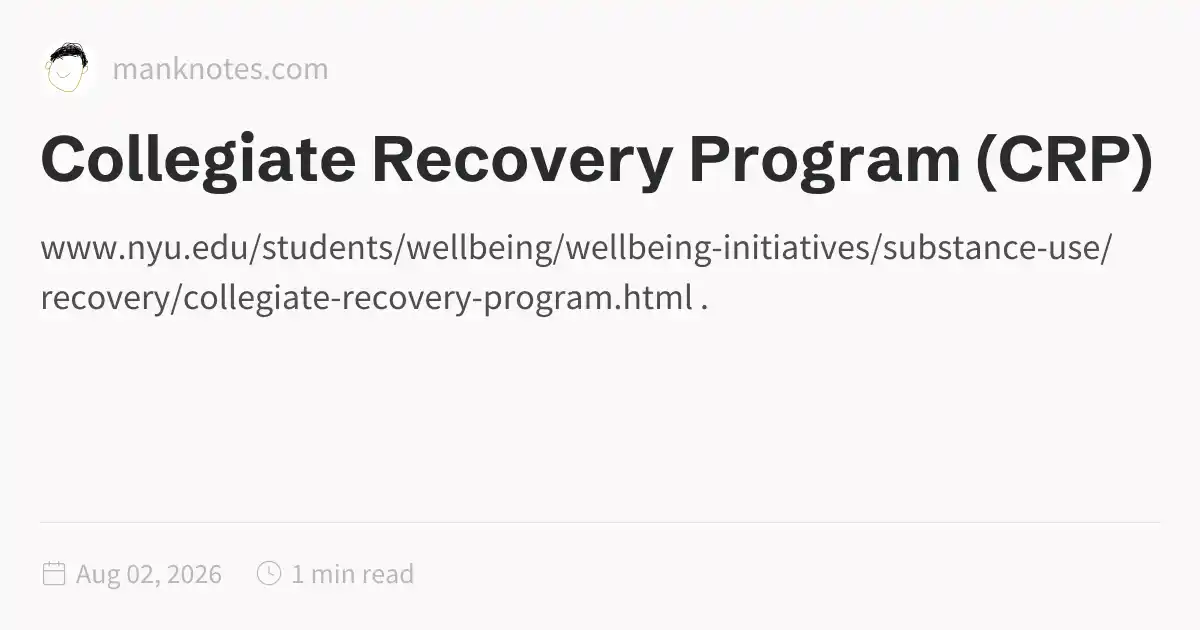 manknotes.com
Collegiate Recovery Program (CRP)
www.nyu.edu/students/wellbeing/wellbeing-initiatives/substance-use/
recovery/collegiate-recovery-program.html .
Aug 02, 2026 1 min read